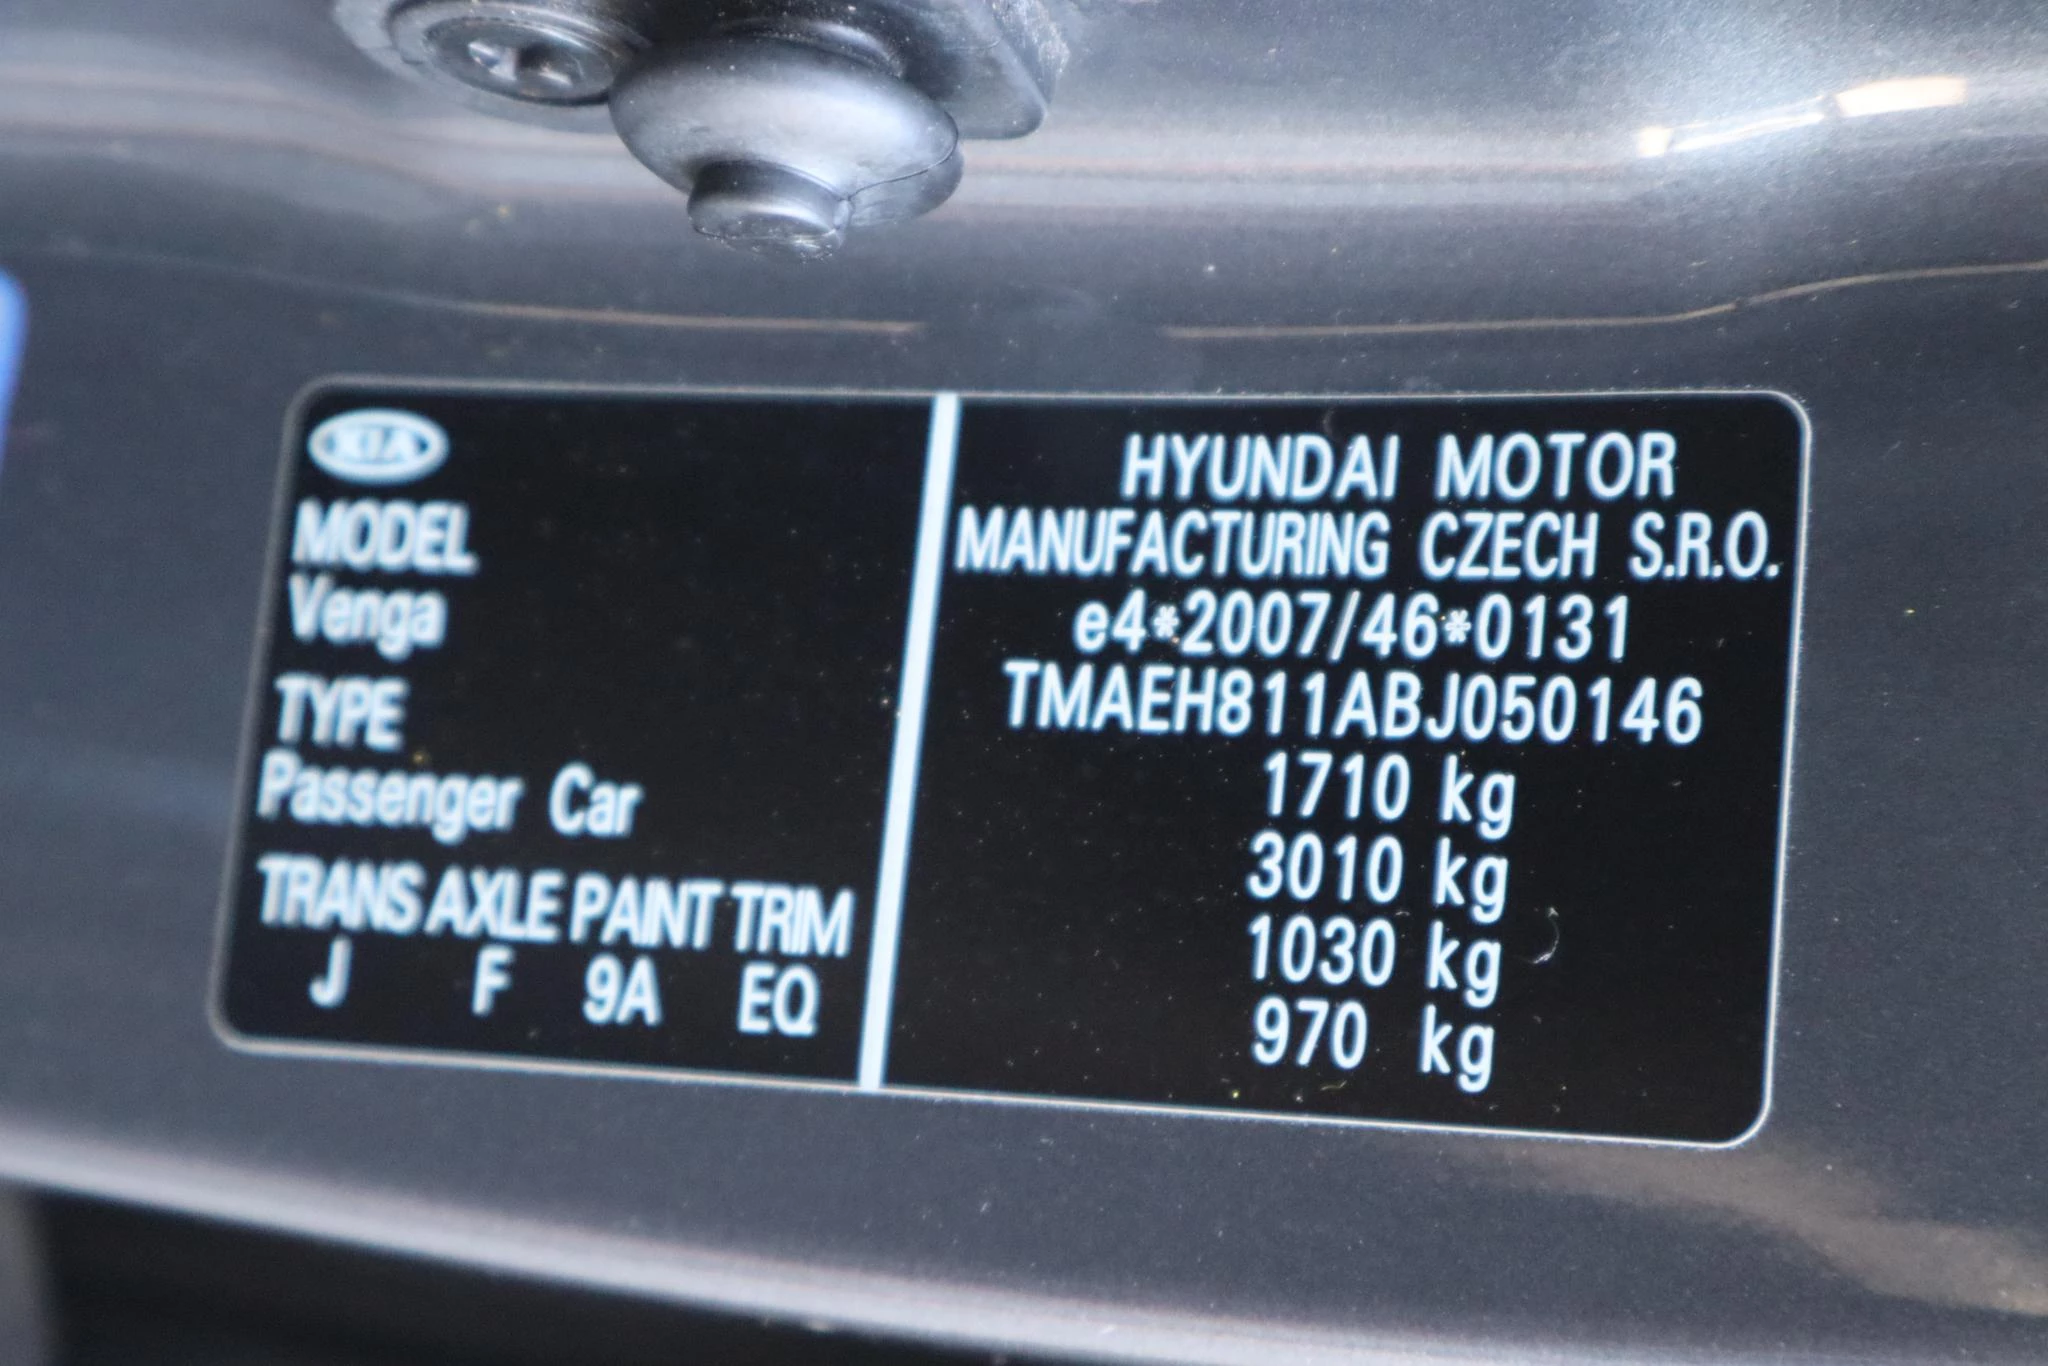 KIA
MODEL
Venga
TYPE
Passenger Car
TRANS AXLE PAINT TRIM
J F 9A EQ
HYUNDAI MOTOR
MANUFACTURING CZECH S.R.O.
e4*2007/46*0131
TMAEH811ABJ050146
1710 kg
3010 kg
1030 kg
970 kg